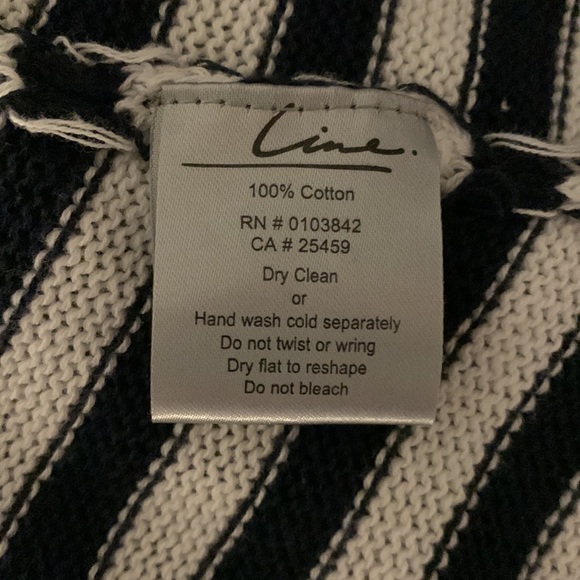 Line.
100% Cotton
RN # 0103842
CA # 25459
Dry Clean
or
Hand wash cold separately
Do not twist or wring
Dry flat to reshape
Do not bleach